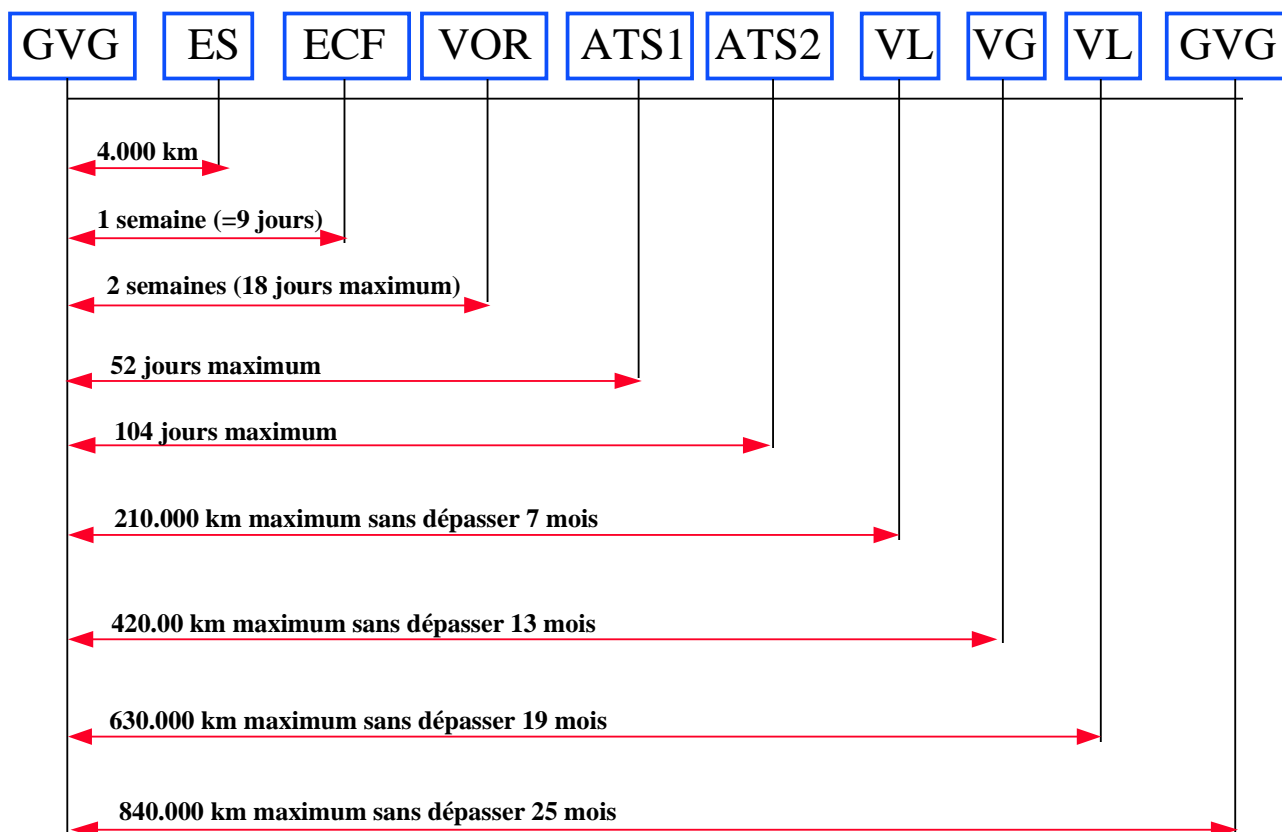 GVG ES ECF VOR ATS1 ATS2 VL VG VL GVG
4.000 km
1 semaine (=9 jours)
2 semaines (18 jours maximum)
52 jours maximum
104 jours maximum
210.000 km maximum sans dépasser 7 mois
420.00 km maximum sans dépasser 13 mois
630.000 km maximum sans dépasser 19 mois
840.000 km maximum sans dépasser 25 mois